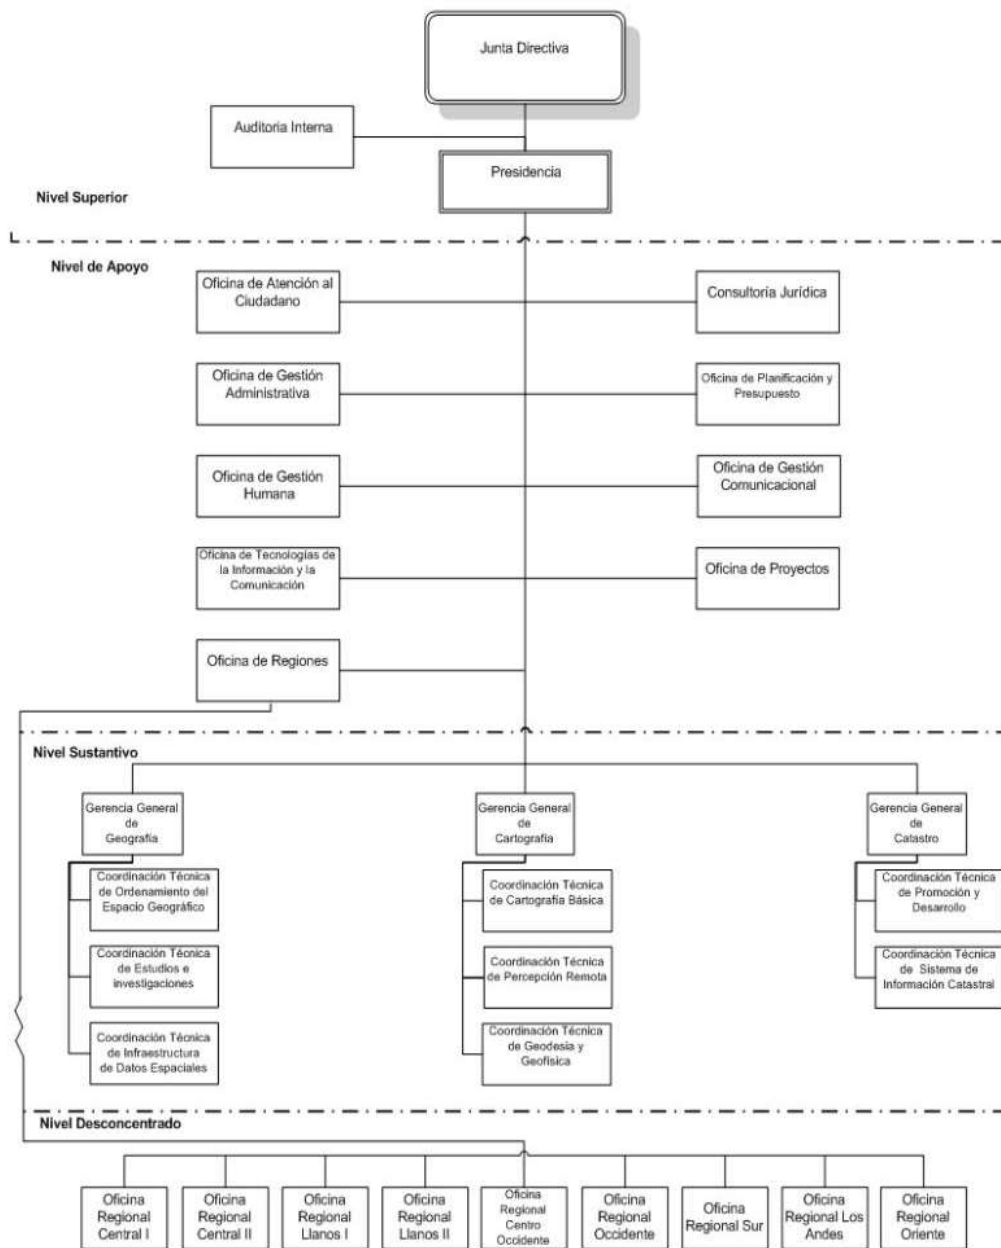 Junta Directiva
Auditoria Interna
Presidencia
Nivel Superior
Nivel de Apoyo
Oficina de Atención al
Ciudadano
Consultoría Jurídica
Oficina de Gestión
Administrativa
Oficina de Planificación y
Presupuesto
Oficina de Gestión
Humana
Oficina de Gestión
Comunicacional
Oficina de Tecnologías de
la Información y la
Comunicación
Oficina de Proyectos
Oficina de Regiones
Nivel Sustantivo
Gerencia General
de
Geografía
Gerencia General
de
Cartografía
Gerencia General
de
Catastro
Coordinación Técnica
de Ordenamiento del
Espacio Geográfico
Coordinación Técnica
de Cartografía Básica
Coordinación Técnica
de Promoción y
Desarrollo
Coordinación Técnica
de Estudios e
investigaciones
Coordinación Técnica
de Percepción Remota
Coordinación Técnica
de Sistema de
Información Catastral
Coordinación Técnica
de Infraestructura
de Datos Espaciales
Coordinación Técnica
de Geodesia y
Geofísica
Nivel Desconcentrado
Oficina
Regional
Central I
Oficina
Regional
Central II
Oficina
Regional
Llanos I
Oficina
Regional
Llanos II
Oficina
Regional
Centro
Occidente
Oficina
Regional
Occidente
Oficina
Regional Sur
Oficina
Regional Los
Andes
Oficina
Regional
Oriente